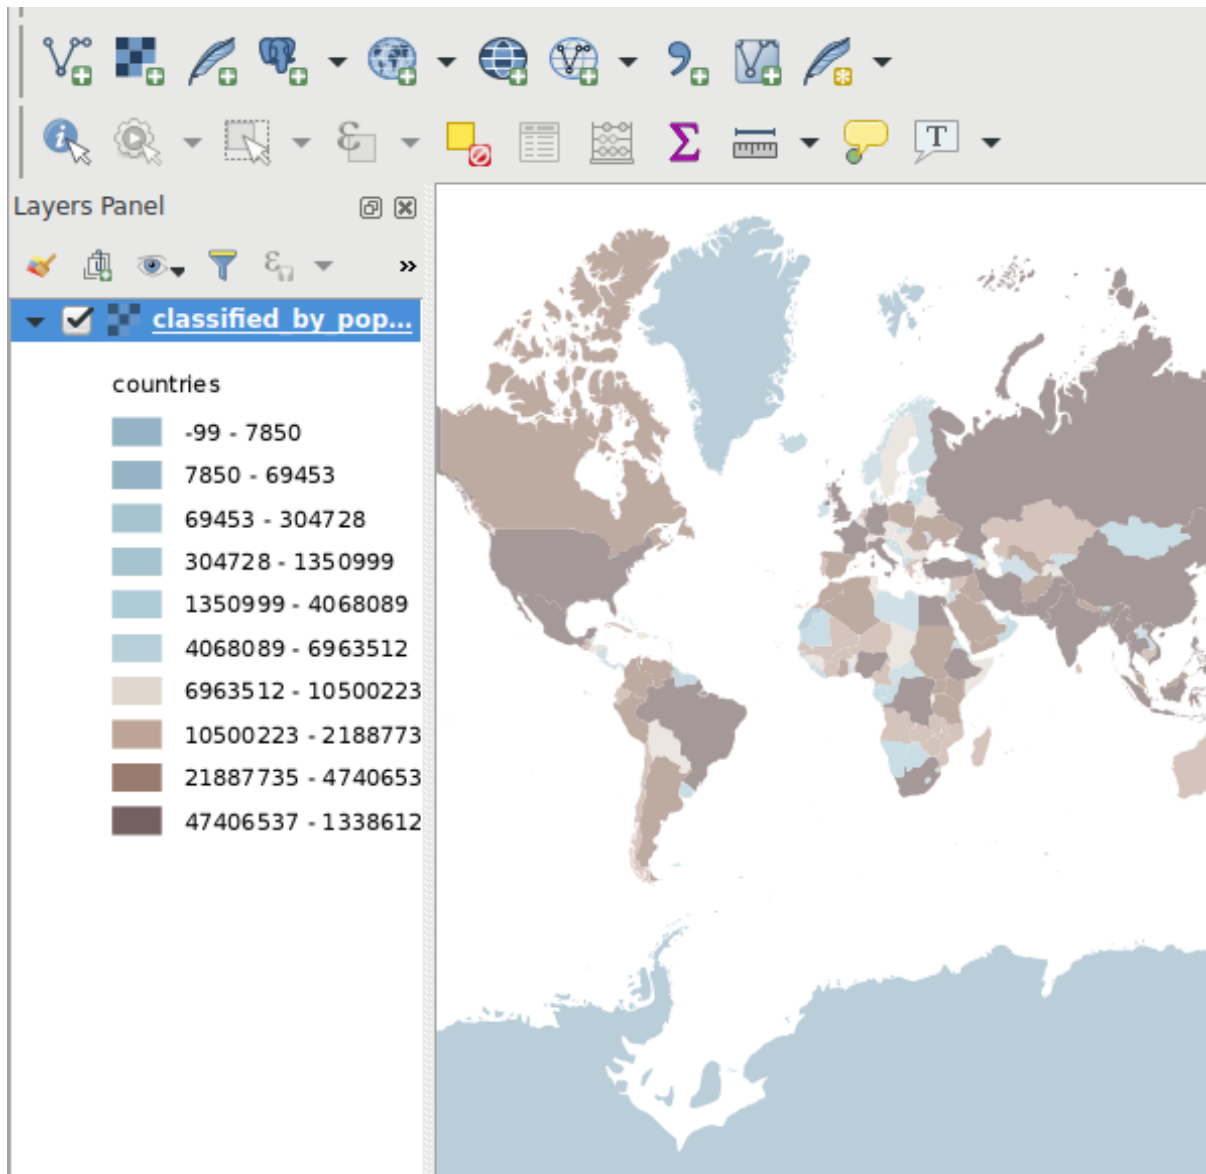 T
Layers Panel
classified_by_pop...
countries
-99 - 7850
7850 - 69453
69453 - 304728
304728 - 1350999
1350999 - 4068089
4068089 - 6963512
6963512 - 10500223
10500223 - 2188773
21887735 - 4740653
47406537 - 1338612